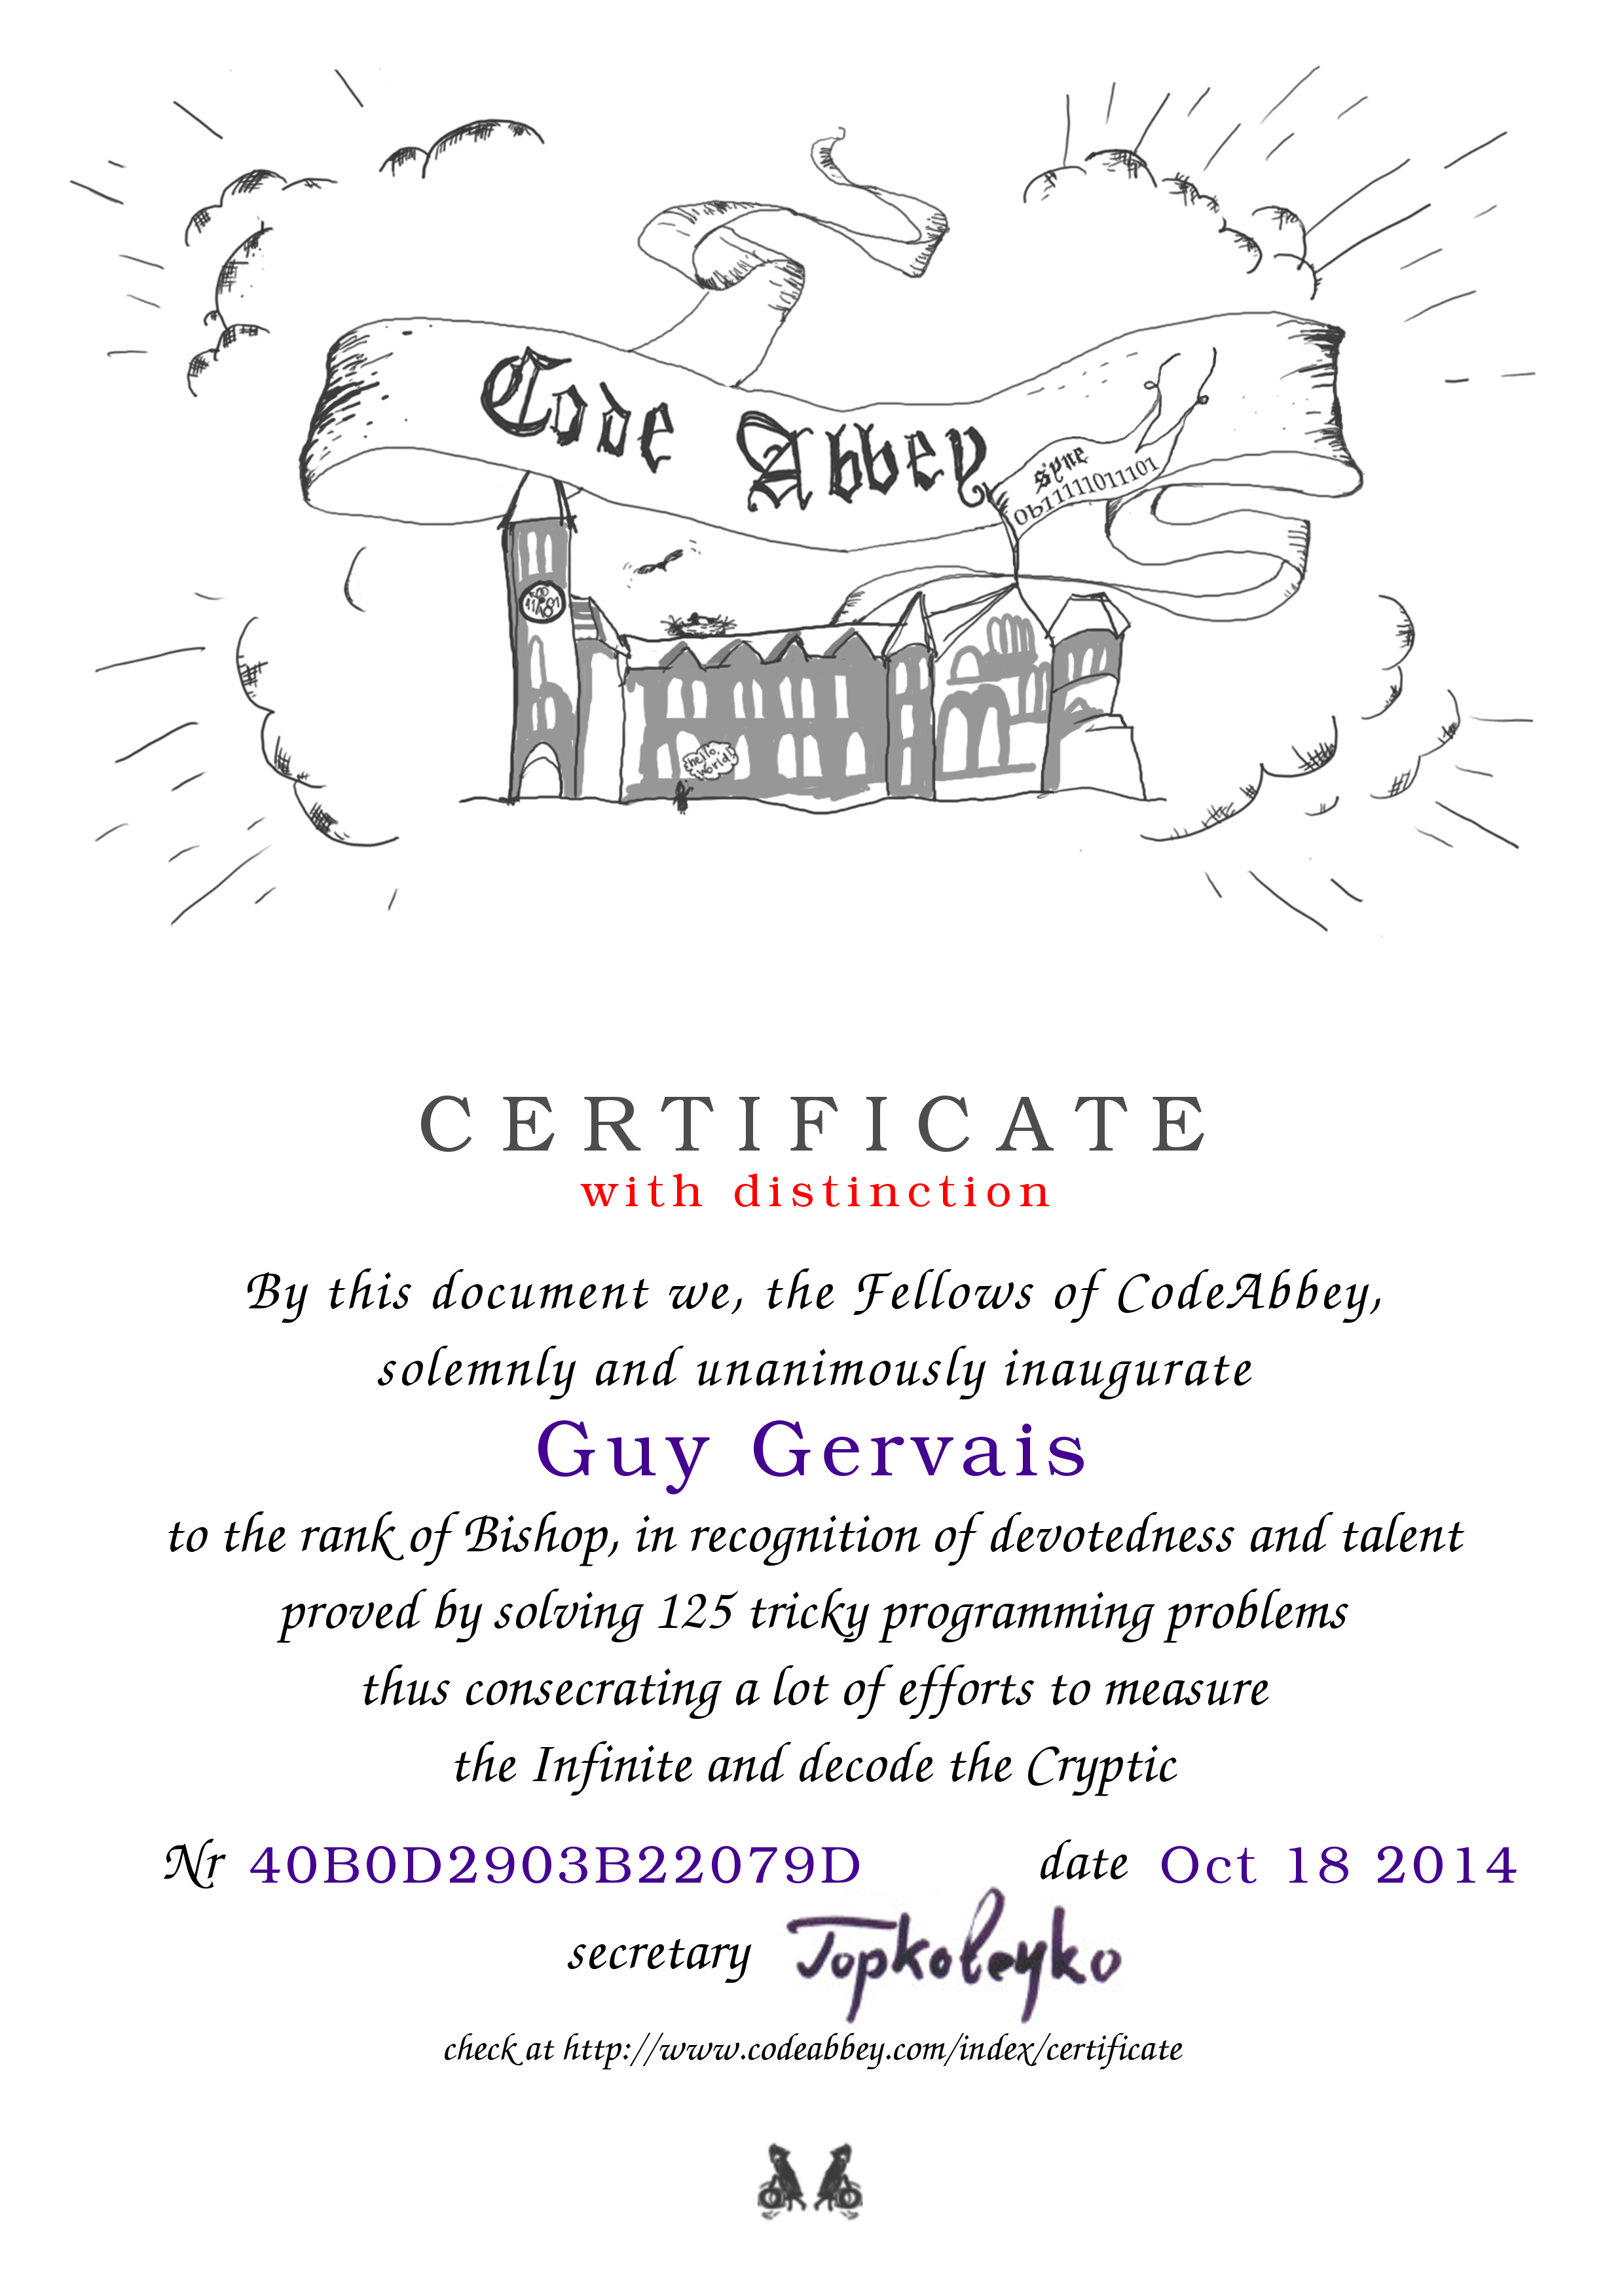 Code Abbey
syne
0b11111011101
hello,
world!
CERTIFICATE
with distinction
By this document we, the Fellows of CodeAbbey,
solemnly and unanimously inaugurate
Guy Gervais
to the rank of Bishop, in recognition of devotedness and talent
proved by solving 125 tricky programming problems
thus consecrating a lot of efforts to measure
the Infinite and decode the Cryptic
Nr 40B0D2903B22079D date Oct 18 2014
secretary Topkoleyko
check at http://www.codeabbey.com/index/certificate